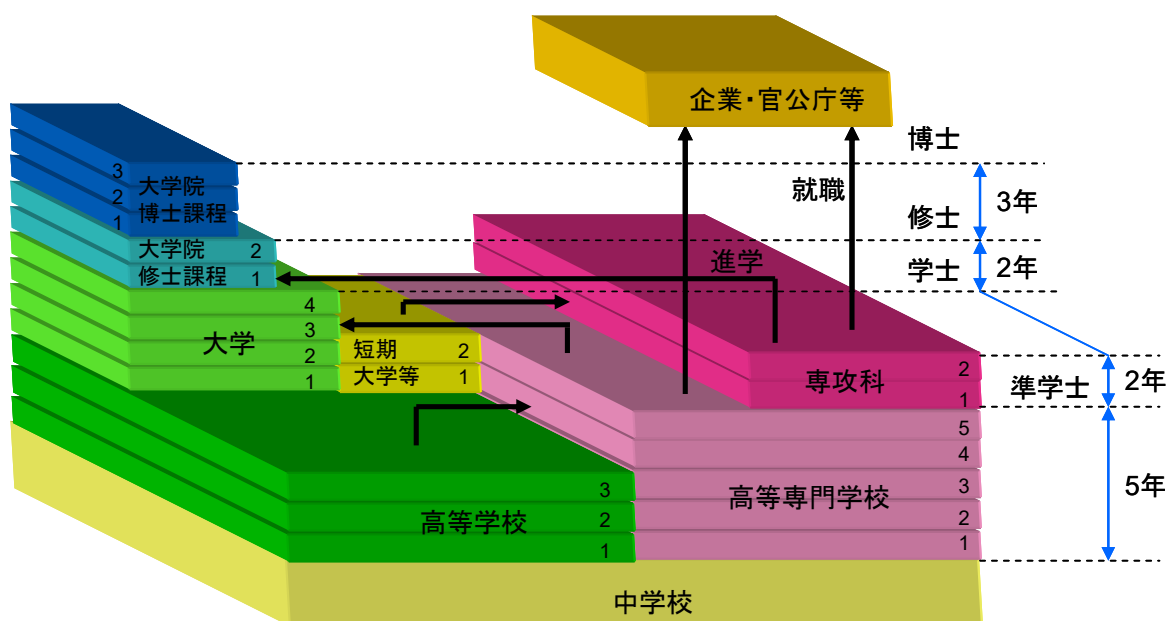 企業・官公庁等
博士
3
大学院
2
博士課程
1
就職
3年
修士
大学院
2
修士課程
1
進学
学士
2年
4
3
大学
2
1
短期
2
大学等
1
2
専攻科
1
準学士
2年
5
4
3
高等専門学校
2
1
5年
3
高等学校
2
1
中学校